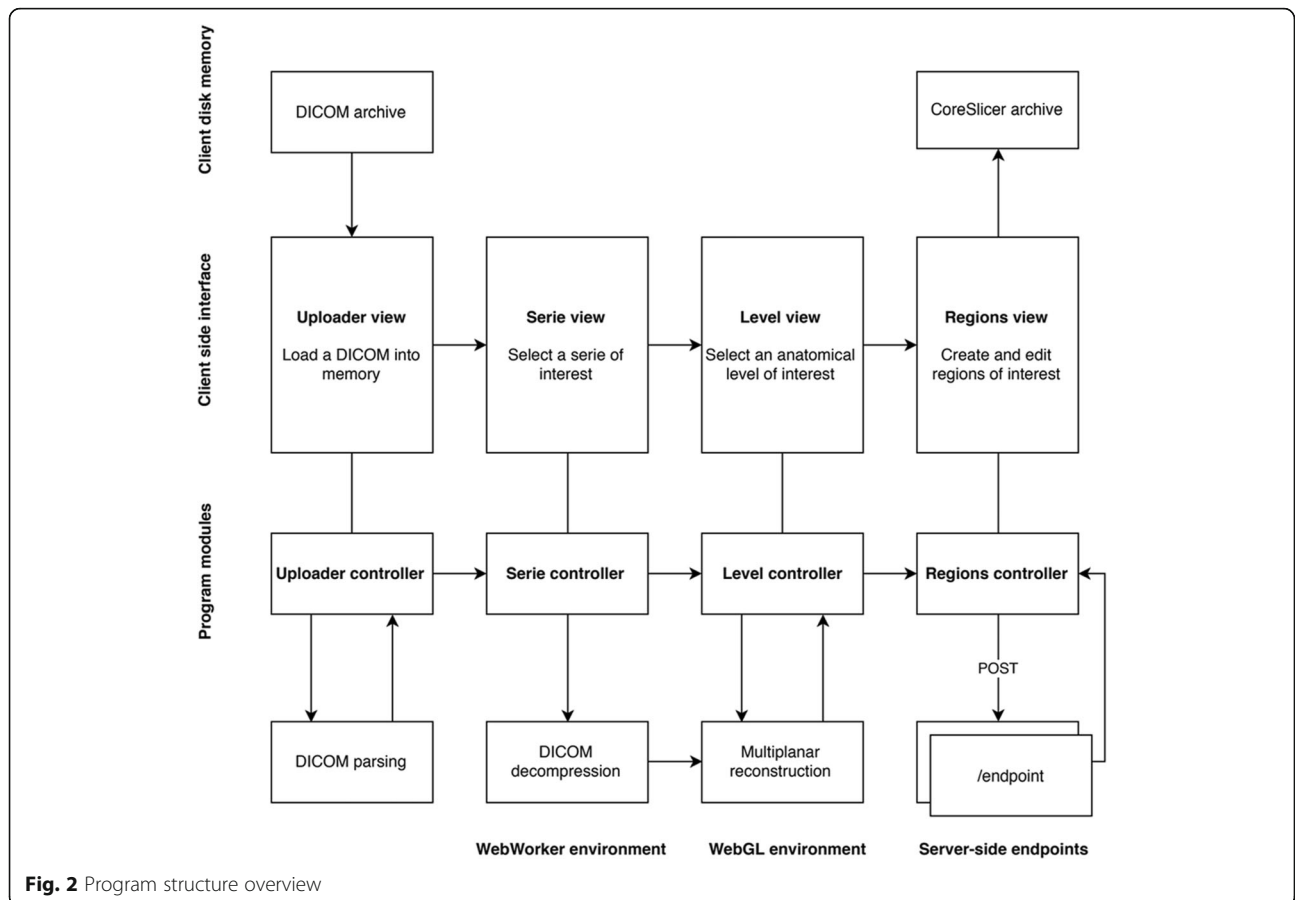 Client disk memory
DICOM archive
CoreSlicer archive
Client side interface
Uploader view
Load a DICOM into
memory
Serie view
Select a serie of
interest
Level view
Select an anatomical
level of interest
Regions view
Create and edit
regions of interest
Program modules
Uploader controller
Serie controller
Level controller
Regions controller
POST
DICOM parsing
DICOM
decompression
Multiplanar
reconstruction
/endpoint
WebWorker environment
WebGL environment
Server-side endpoints
Fig. 2 Program structure overview